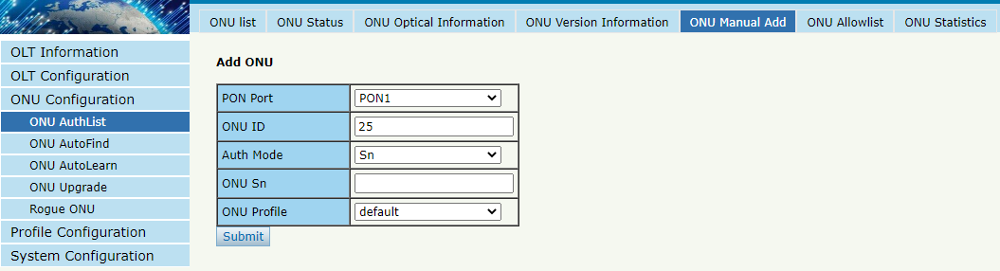 ONU list ONU Status ONU Optical Information ONU Version Information ONU Manual Add ONU Allowlist ONU Statistics
OLT Information
OLT Configuration
ONU Configuration
ONU AuthList
ONU AutoFind
ONU AutoLearn
ONU Upgrade
Rogue ONU
Profile Configuration
System Configuration
Add ONU
PON Port PON1
ONU ID 25
Auth Mode Sn
ONU Sn
ONU Profile default
Submit